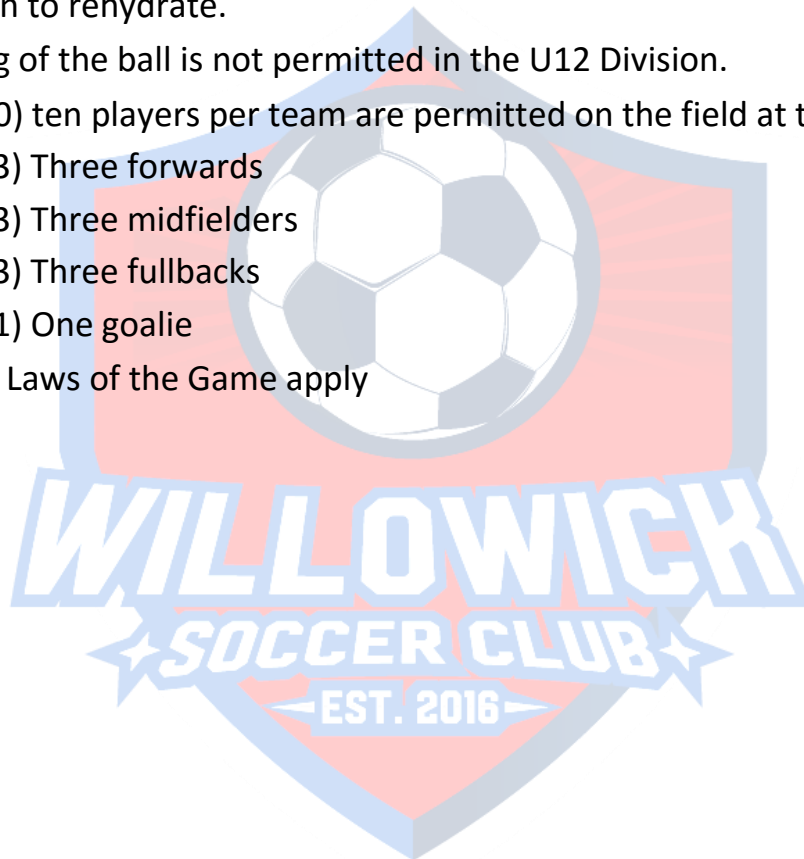 to rehydrate.
of the ball is not permitted in the U12 Division.
0) ten players per team are permitted on the field at
3) Three forwards
3) Three midfielders
3) Three fullbacks
1) One goalie
Laws of the Game apply
WILLOWICK
SOCCER CLUB
EST. 2016